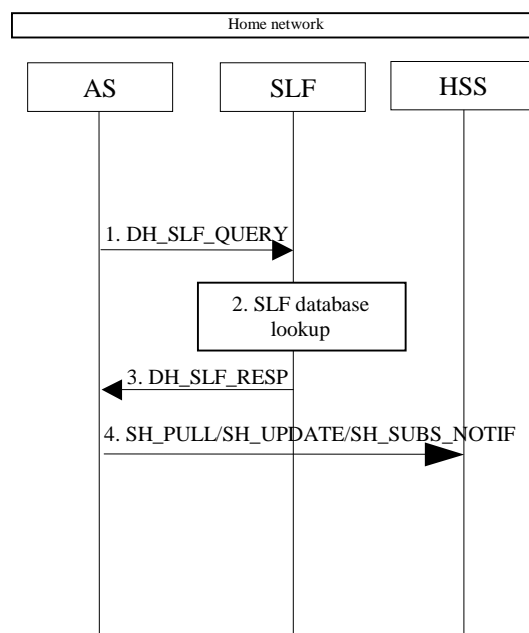 Home network
AS
SLF
HSS
1. DH_SLF_QUERY
2. SLF database
lookup
3. DH_SLF_RESP
4. SH_PULL/SH_UPDATE/SH_SUBS_NOTIF